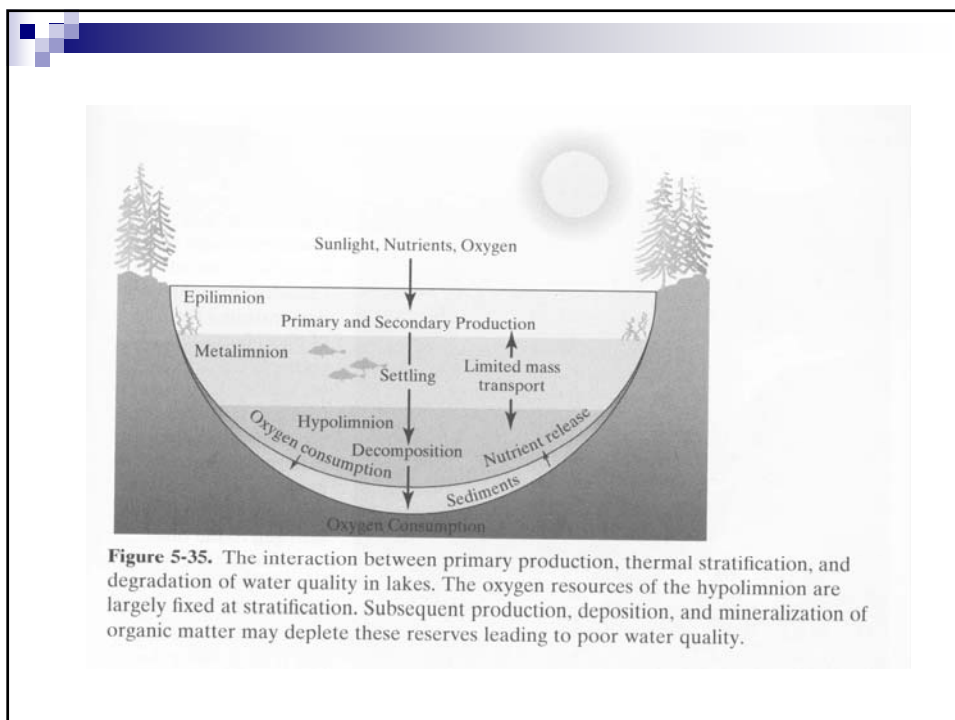 Sunlight, Nutrients, Oxygen
Epilimnion
Primary and Secondary Production
Metalimnion
Settling
Limited mass
transport
Hypolimnion
Oxygen consumption
Decomposition
Nutrient release
Sediments
Oxygen Consumption
Figure 5-35. The interaction between primary production, thermal stratification, and
degradation of water quality in lakes. The oxygen resources of the hypolimnion are
largely fixed at stratification. Subsequent production, deposition, and mineralization of
organic matter may deplete these reserves leading to poor water quality.